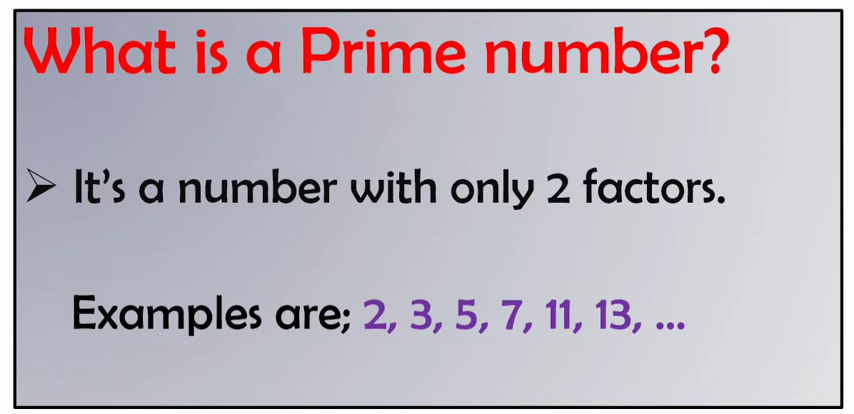 What is a Prime number?
➢ It's a number with only 2 factors.
Examples are; 2, 3, 5, 7, 11, 13, ...